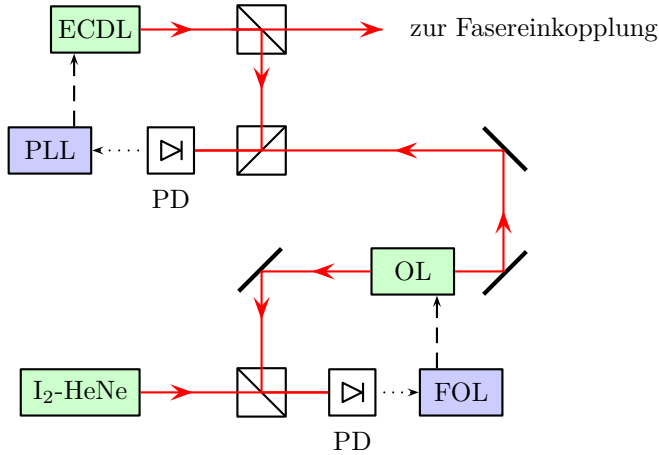 ECDL
zur Fasereinkopplung
PLL
PD
OL
I₂-HeNe
FOL
PD